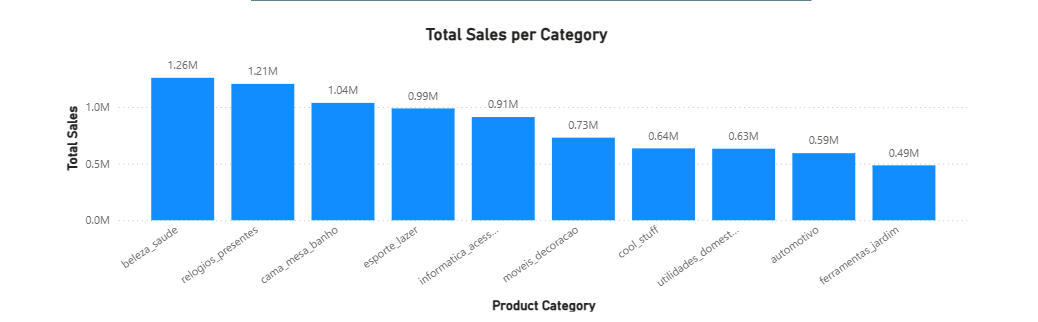 Total Sales per Category
Total Sales
1.0M
0.5M
0.0M
1.26M
1.21M
1.04M
0.99M
0.91M
0.73M
0.64M
0.63M
0.59M
0.49M
beleza_saude
relogios_presentes
cama_mesa_banho
esporte_lazer
informatica_acess...
moveis_decoracao
cool_stuff
utilidades_domest...
automotivo
ferramentas_jardim
Product Category